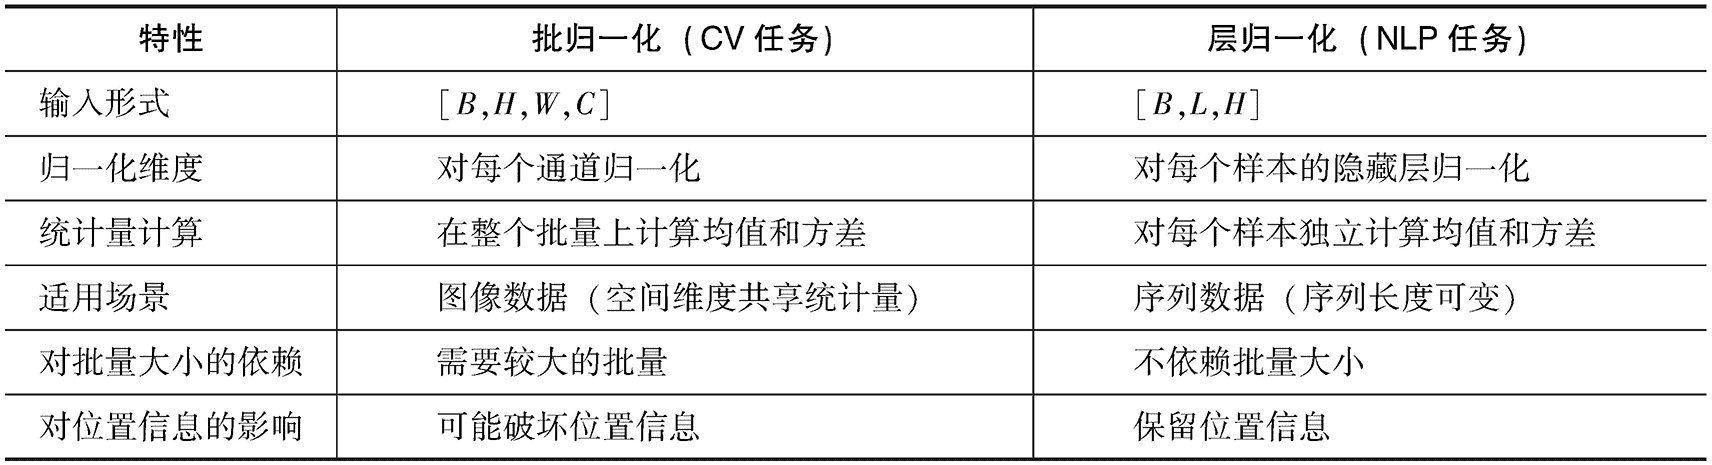 特性 批归一化（CV 任务） 层归一化（NLP 任务）
输入形式 [B,H,W,C] [B,L,H]
归一化维度 对每个通道归一化 对每个样本的隐藏层归一化
统计量计算 在整个批量上计算均值和方差 对每个样本独立计算均值和方差
适用场景 图像数据（空间维度共享统计量） 序列数据（序列长度可变）
对批量大小的依赖 需要较大的批量 不依赖批量大小
对位置信息的影响 可能破坏位置信息 保留位置信息